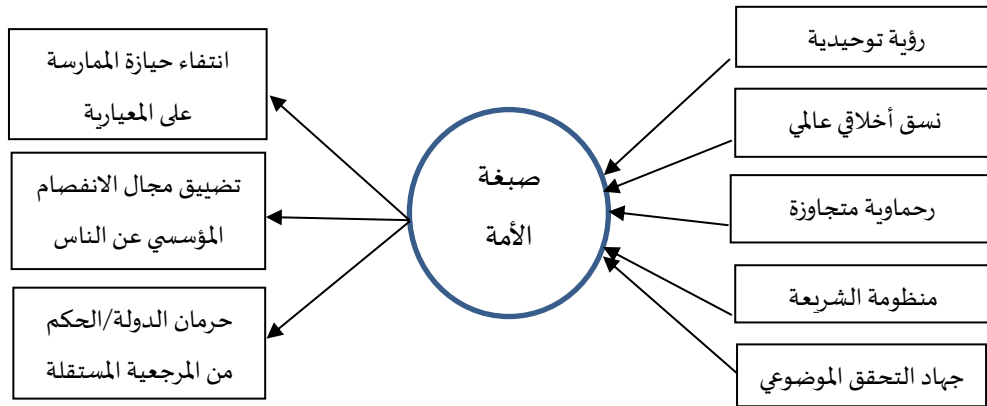 رؤية توحيدية
نسق أخلاقي عالمي
رحماوية متجاوزة
منظومة الشريعة
جهاد التحقق الموضوعي
صبغة
الأمة
انتفاء حيازة الممارسة
على المعيارية
تضييق مجال الانفصام
المؤسسي عن الناس
حرمان الدولة/الحكم
من المرجعية المستقلة